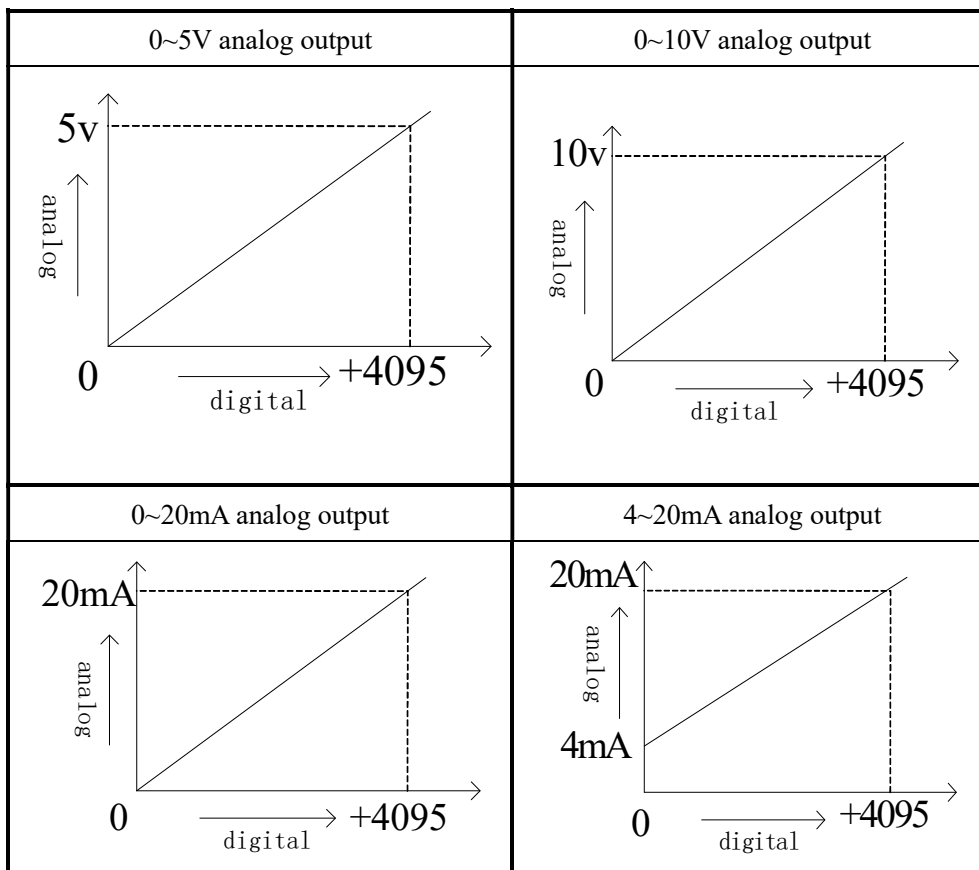 0~5V analog output
0~10V analog output
5v
analog
0
digital
+4095
10v
analog
0
digital
+4095
0~20mA analog output
4~20mA analog output
20mA
analog
0
digital
+4095
20mA
analog
4mA
0
digital
+4095